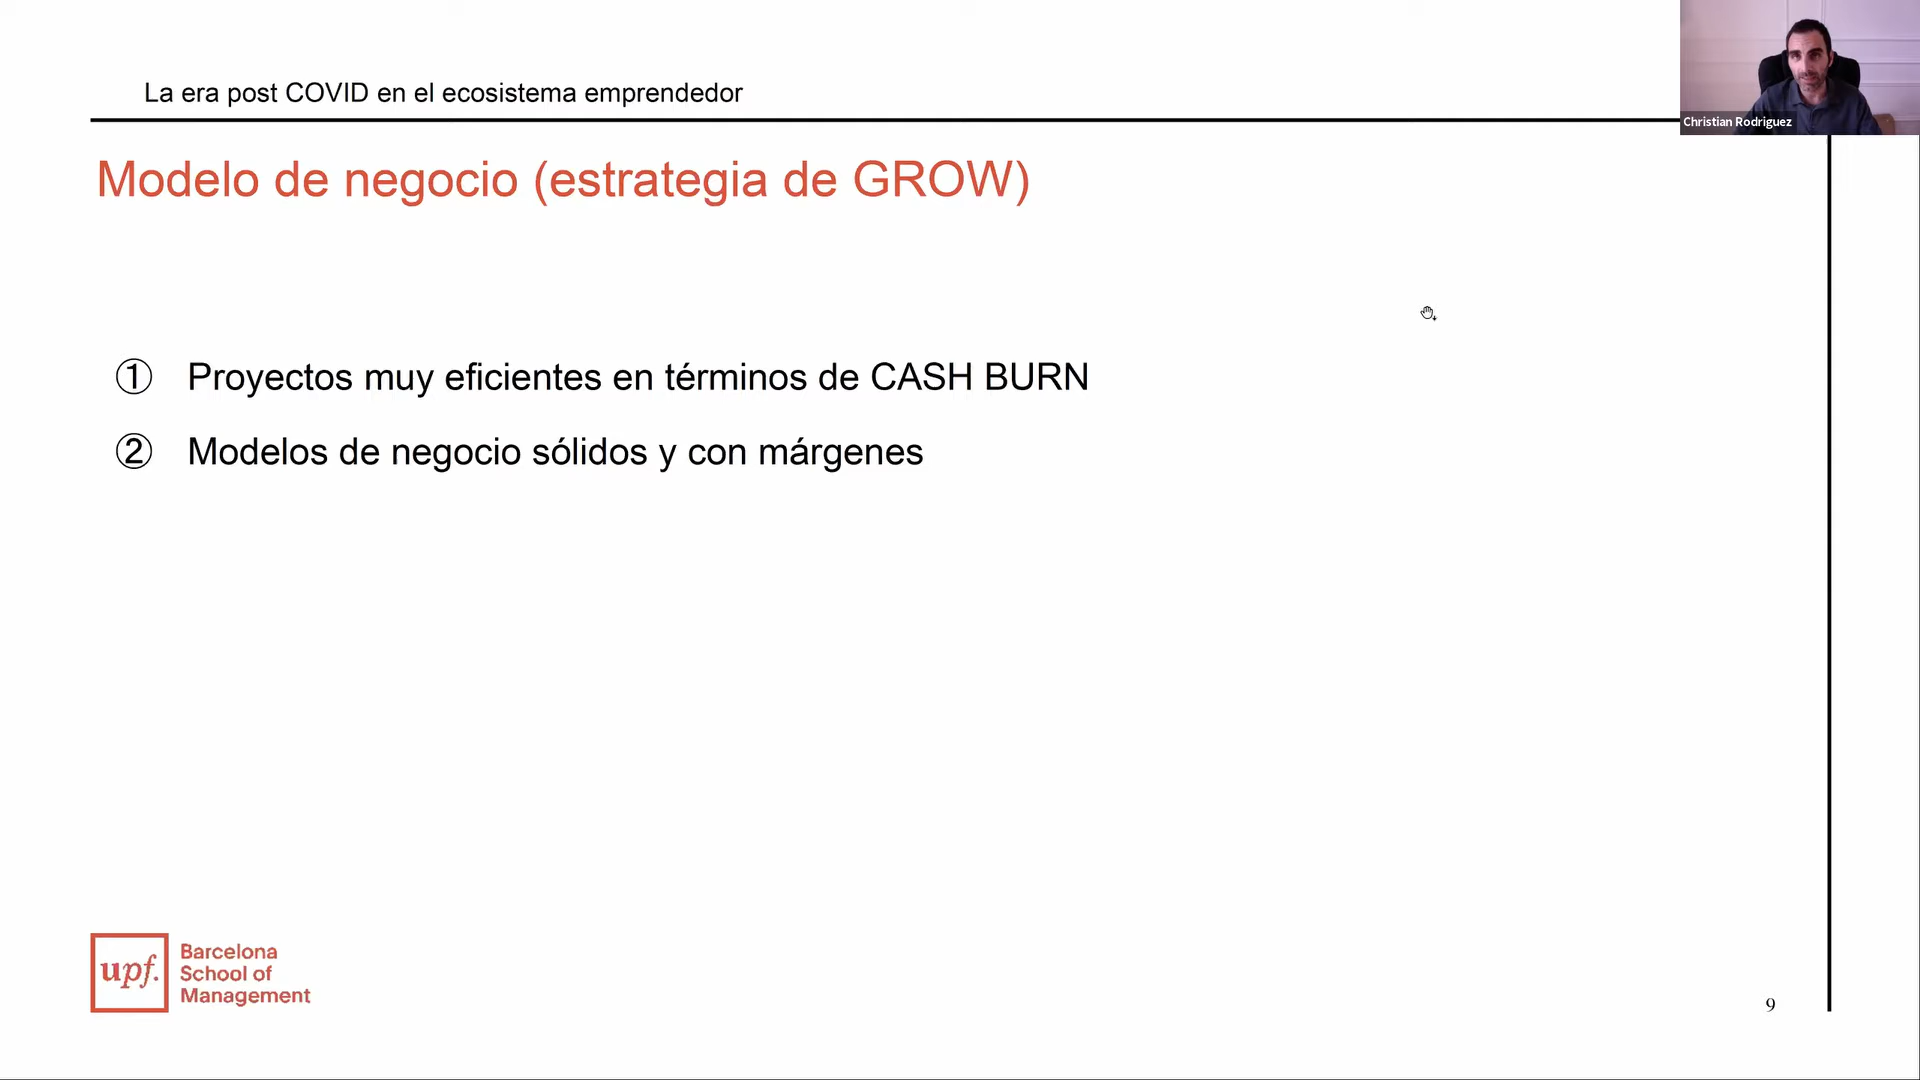 La era post COVID en el ecosistema emprendedor
Christian Rodriguez
Modelo de negocio (estrategia de GROW)
① Proyectos muy eficientes en términos de CASH BURN
② Modelos de negocio sólidos y con márgenes
upf.
Barcelona
School of
Management
9